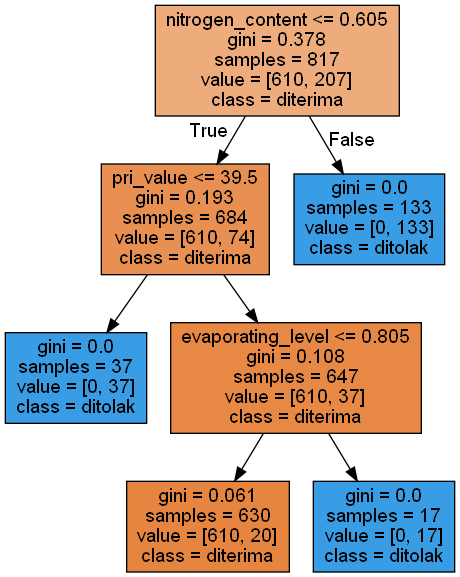 nitrogen_content <= 0.605
gini = 0.378
samples = 817
value = [610, 207]
class = diterima
True
False
pri_value <= 39.5
gini = 0.193
samples = 684
value = [610, 74]
class = diterima
gini = 0.0
samples = 133
value = [0, 133]
class = ditolak
gini = 0.0
samples = 37
value = [0, 37]
class = ditolak
evaporating_level <= 0.805
gini = 0.108
samples = 647
value = [610, 37]
class = diterima
gini = 0.061
samples = 630
value = [610, 20]
class = diterima
gini = 0.0
samples = 17
value = [0, 17]
class = ditolak